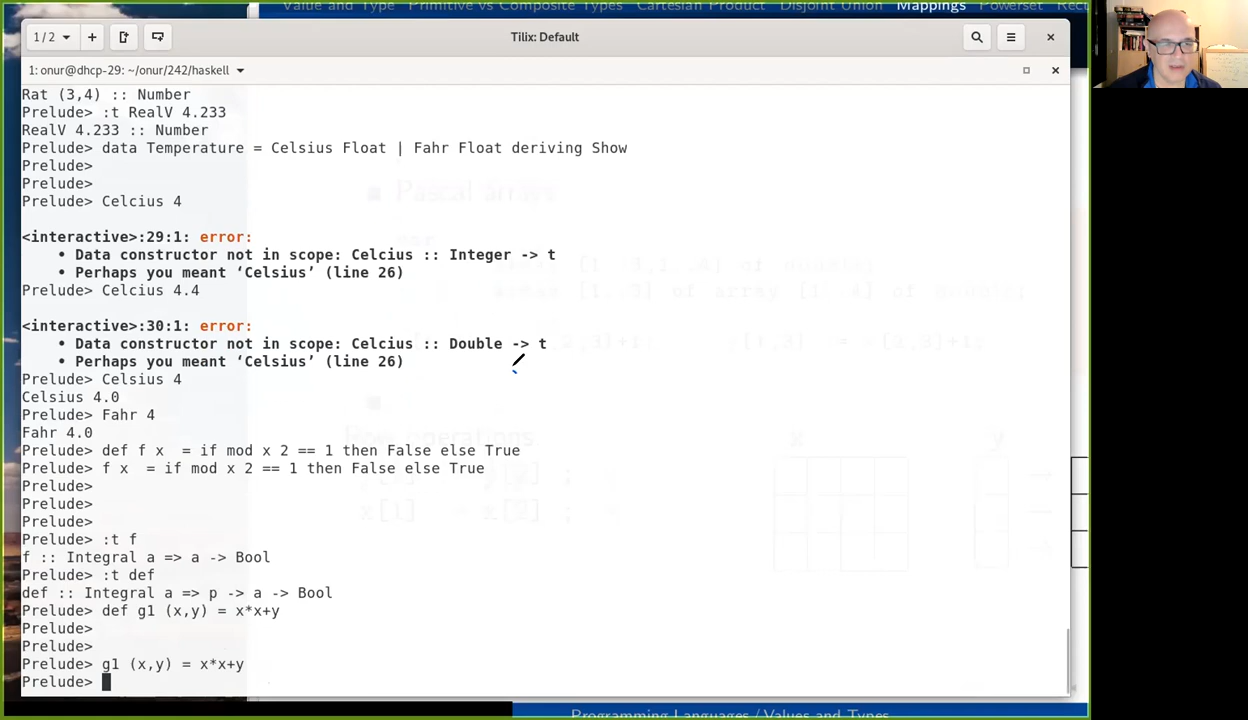 Value and Type Primitive vs Composite Types Cartesian Product Disjoint Union Mappings Powerset Rect
1 / 2
Tilix: Default
1: onur@dhcp-29: ~/onur/242/haskell
Rat (3,4) :: Number
Prelude> :t RealV 4.233
RealV 4.233 :: Number
Prelude> data Temperature = Celsius Float | Fahr Float deriving Show
Prelude>
Prelude>
Prelude> Celcius 4
<interactive>:29:1: error:
• Data constructor not in scope: Celcius :: Integer -> t
• Perhaps you meant ‘Celsius’ (line 26)
Prelude> Celcius 4.4
<interactive>:30:1: error:
• Data constructor not in scope: Celcius :: Double -> t
• Perhaps you meant ‘Celsius’ (line 26)
Prelude> Celsius 4
Celsius 4.0
Prelude> Fahr 4
Fahr 4.0
Prelude> def f x  = if mod x 2 == 1 then False else True
Prelude> f x  = if mod x 2 == 1 then False else True
Prelude>
Prelude>
Prelude>
Prelude> :t f
f :: Integral a => a -> Bool
Prelude> :t def
def :: Integral a => p -> a -> Bool
Prelude> def g1 (x,y) = x*x+y
Prelude>
Prelude>
Prelude> g1 (x,y) = x*x+y
Prelude>
Pascal arrays
Row operations
x
y
Programming Languages / Values and Types